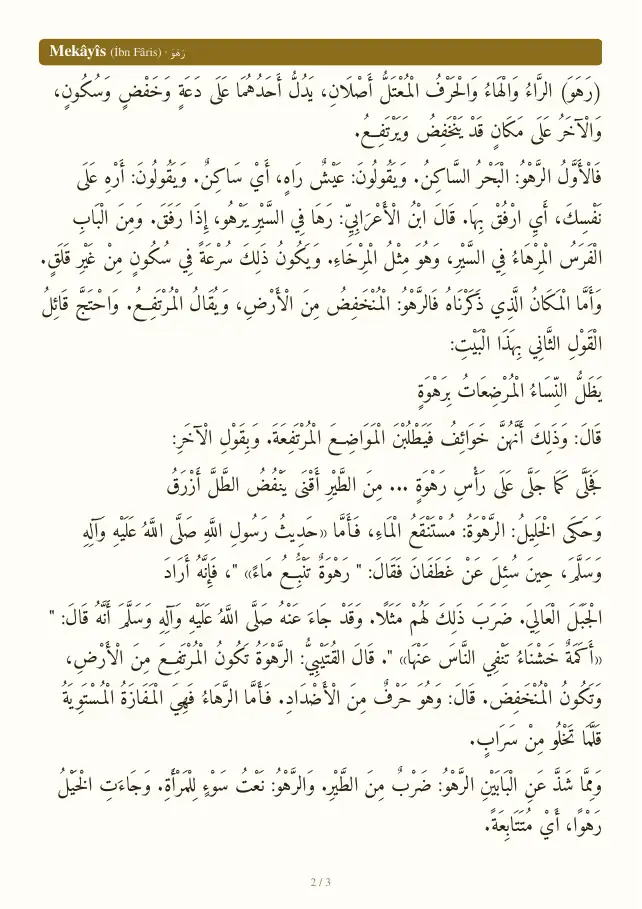 Mekâyîs (İbn Fâris) · رَهَوَ
(رَهَوَ) الرَّاءُ وَالْهَاءُ وَالْحَرْفُ الْمُعْتَلُّ أَصْلَانِ، يَدُلُّ أَحَدُهُمَا عَلَى دَعَةٍ وَخَفْضٍ وَسُكُونٍ،
وَالْآخَرُ عَلَى مَكَانٍ قَدْ يَنْخَفِضُ وَيَرْتَفِعُ.
فَالْأَوَّلُ الرَّهْوُ: الْبَحْرُ السَّاكِنُ. وَيَقُولُونَ: عَيْشٌ رَاهٍ، أَيْ سَاكِنٌ. وَيَقُولُونَ: أَرْهِ عَلَى
نَفْسِكَ، أَيِ ارْفُقْ بِهَا. قَالَ ابْنُ الْأَعْرَابِيِّ: رَهَا فِي السَّيْرِ يَرْهُو، إِذَا رَفَقَ. وَمِنَ الْبَابِ
الْفَرَسُ الْمِرْهَاءُ فِي السَّيْرِ، وَهُوَ مِثْلُ الْمِرْخَاءِ. وَيَكُونُ ذَلِكَ سُرْعَةً فِي سُكُونٍ مِنْ غَيْرِ قَلَقٍ.
وَأَمَّا الْمَكَانُ الَّذِي ذَكَرْنَاهُ فَالرَّهْوُ: الْمُنْخَفِضُ مِنَ الْأَرْضِ، وَيُقَالُ الْمُرْتَفِعُ. وَاحْتَجَّ قَائِلُ
الْقَوْلِ الثَّانِي بِهَذَا الْبَيْتِ:
يَظَلُّ النِّسَاءُ الْمُرْضِعَاتُ بِرَهْوَةٍ
قَالَ: وَذَلِكَ أَنَّهُنَّ خَوَائِفُ فَيَطْلُبْنَ الْمَوَاضِعَ الْمُرْتَفِعَةَ. وَبِقَوْلِ الْآخَرِ:
فَجَلَّى كَمَا جَلَّى عَلَى رَأْسِ رَهْوَةٍ ... مِنَ الطَّيْرِ أَقْنَى يَنْفُضُ الطَّلَّ أَزْرَقُ
وَحَكَى الْخَلِيلُ: الرَّهْوَةُ: مُسْتَنْقَعُ الْمَاءِ، فَأَمَّا «حَدِيثُ رَسُولِ اللَّهِ صَلَّى اللَّهُ عَلَيْهِ وَآلِهِ
وَسَلَّمَ، حِينَ سُئِلَ عَنْ غَطَفَانَ فَقَالَ: " رَهْوَةٌ تَنْبُعُ مَاءً» "، فَإِنَّهُ أَرَادَ
الْجَبَلَ الْعَالِيَ. ضَرَبَ ذَلِكَ لَهُمْ مَثَلًا. وَقَدْ جَاءَ عَنْهُ صَلَّى اللَّهُ عَلَيْهِ وَآلِهِ وَسَلَّمَ أَنَّهُ قَالَ: "
«أَكَمَةٌ خَشْنَاءُ تَنْفِي النَّاسَ عَنْهَا» ". قَالَ الْقُتَيْبِيُّ: الرَّهْوَةُ تَكُونُ الْمُرْتَفِعَ مِنَ الْأَرْضِ،
وَتَكُونُ الْمُنْخَفِضَ. قَالَ: وَهُوَ حَرْفٌ مِنَ الْأَضْدَادِ. فَأَمَّا الرَّهَاءُ فَهِيَ الْمَفَازَةُ الْمُسْتَوِيَةُ
قَلَّمَا تَخْلُو مِنْ سَرَابٍ.
وَمِمَّا شَذَّ عَنِ الْبَابَيْنِ الرَّهْوُ: ضَرْبٌ مِنَ الطَّيْرِ. وَالرَّهْوُ: نَعْتُ سَوْءٍ لِلْمَرْأَةِ. وَجَاءَتِ الْخَيْلُ
رَهْوًا، أَيْ مُتَتَابِعَةً.
2 / 3